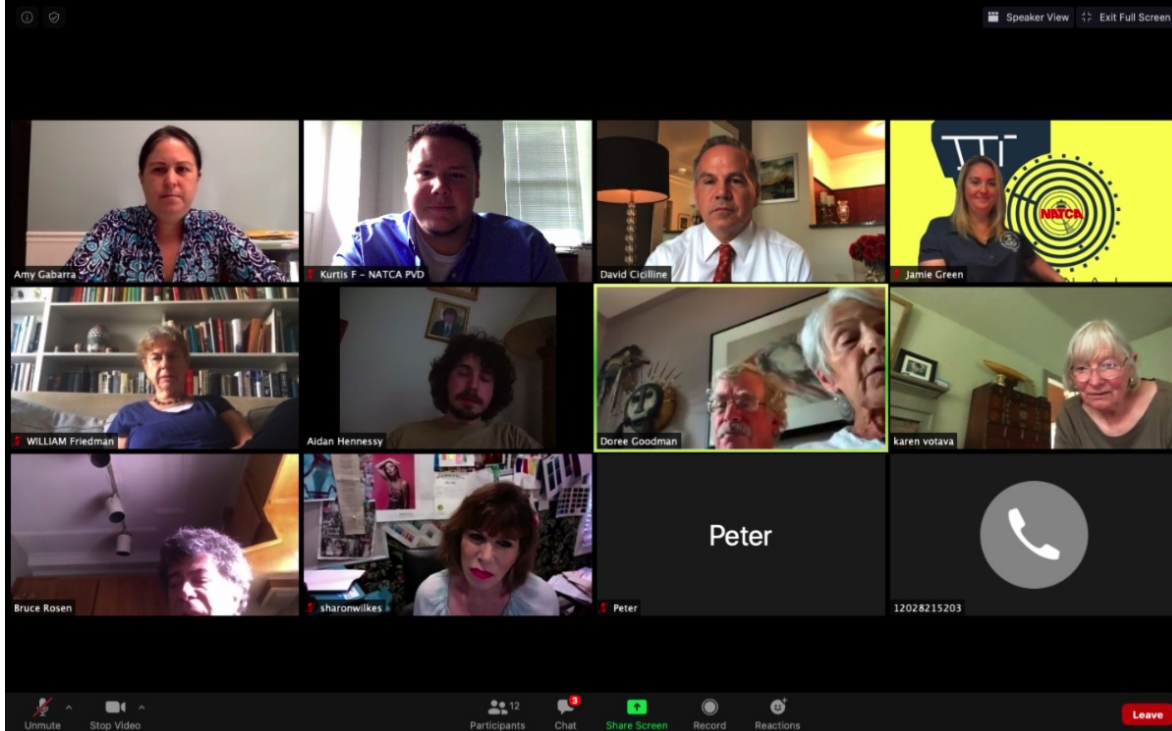 Speaker View
Exit Full Screen
Amy Gabarra
Kurtis F - NATCA PVD
David Cicilline
NATCA
Jamie Green
WILLIAM Friedman
Aidan Hennessy
Doree Goodman
karen votava
Bruce Rosen
sharonwilkes
Peter
Peter
12028215203
Unmute
Stop Video
12
Participants
3
Chat
Share Screen
Record
Reactions
Leave